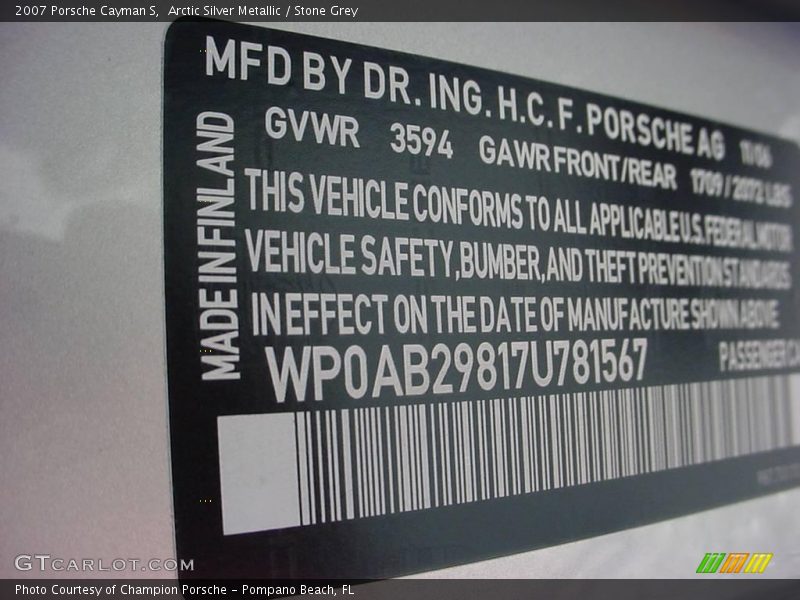 2007 Porsche Cayman S, Arctic Silver Metallic / Stone Grey
MFD BY DR. ING. H.C. F. PORSCHE AG 11/06
GVWR 3594 GAWR FRONT/REAR 1709 / 2072 LBS
THIS VEHICLE CONFORMS TO ALL APPLICABLE U.S. FEDERAL MOTOR
VEHICLE SAFETY, BUMBER, AND THEFT PREVENTION STANDARDS
IN EFFECT ON THE DATE OF MANUFACTURE SHOWN ABOVE
WP0AB29817U781567 PASSENGER
MADE IN FINLAND
GTCARLOT.COM
Photo Courtesy of Champion Porsche - Pompano Beach, FL